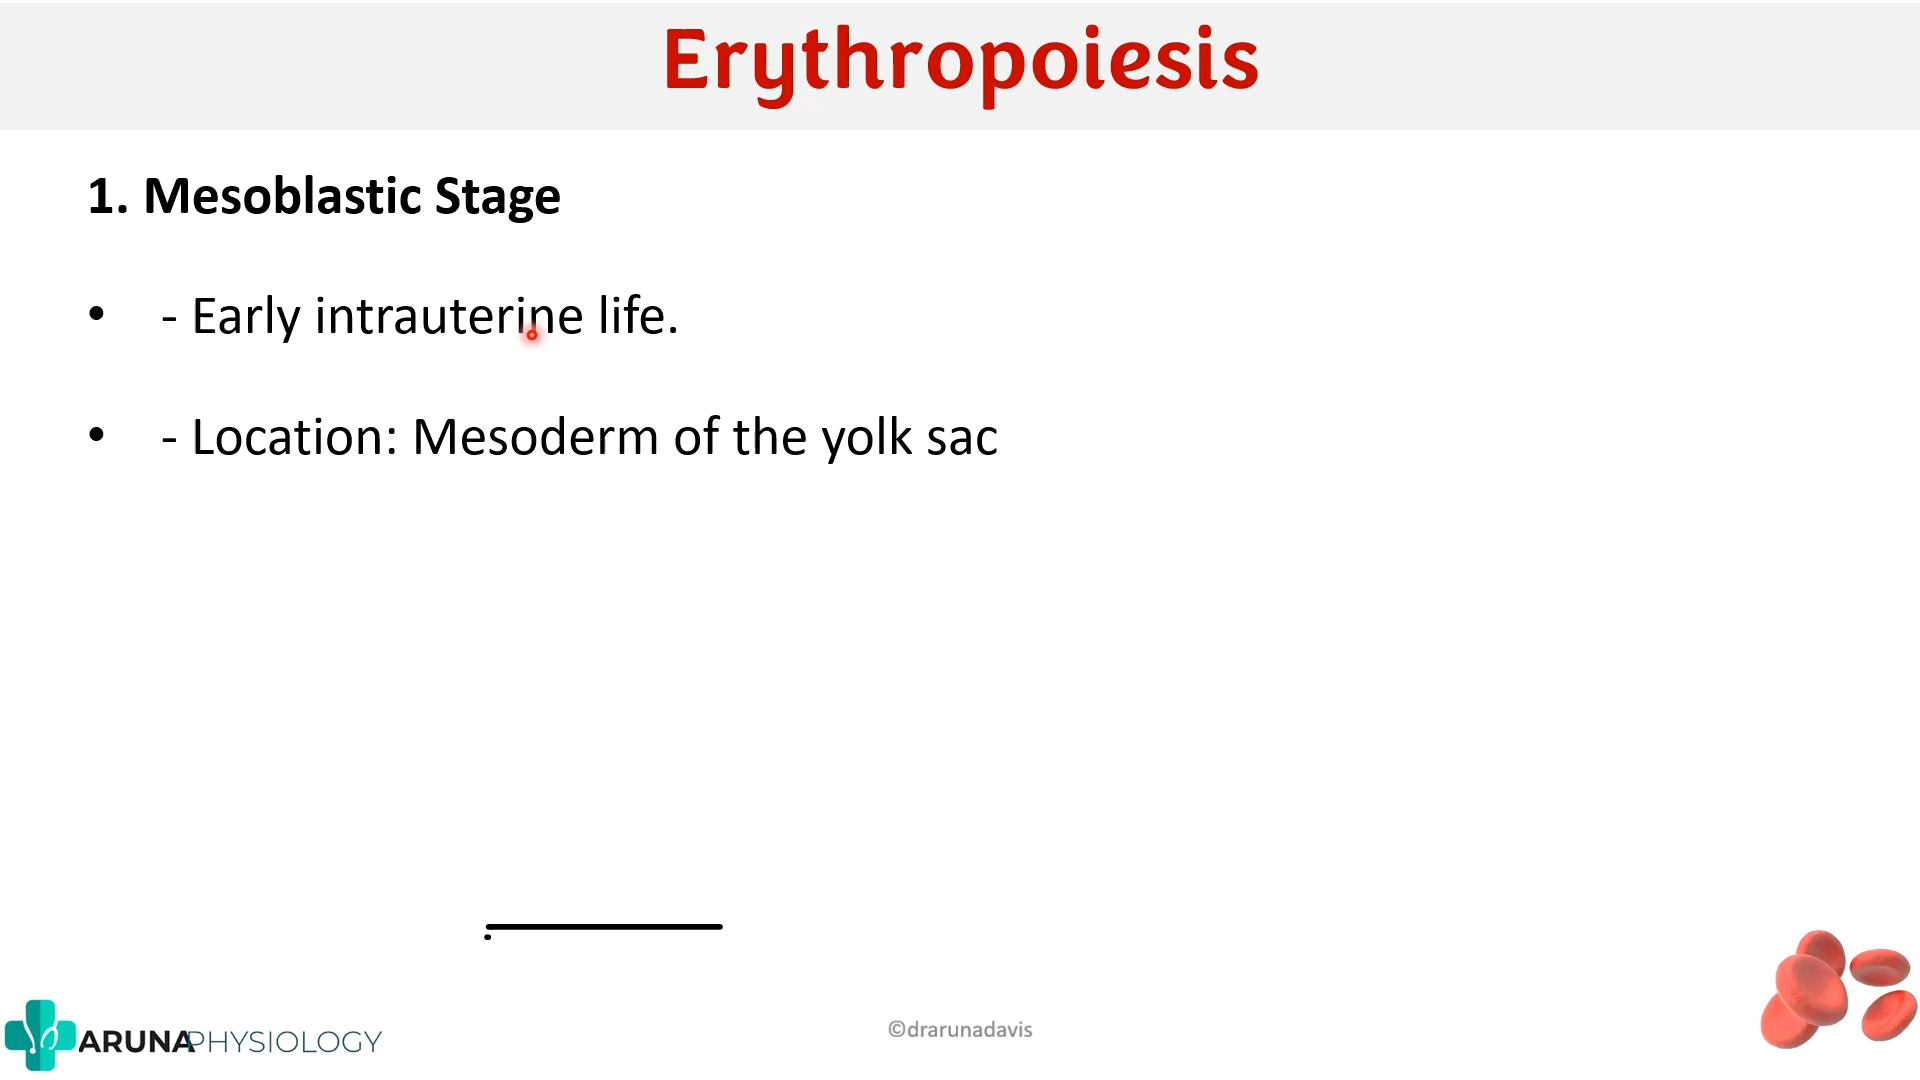 Erythropoiesis
1. Mesoblastic Stage
• - Early intrauterine life.
• - Location: Mesoderm of the yolk sac
ARUNAPHYSIOLOGY
©drarunadavis